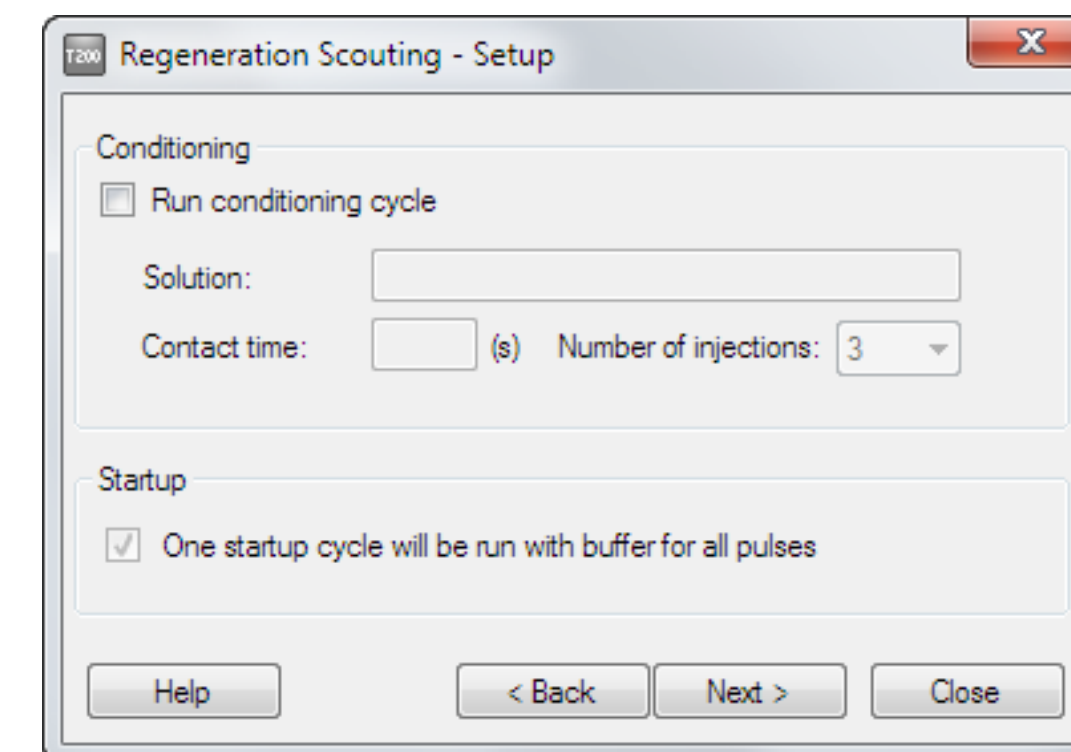 T200 Regeneration Scouting - Setup X
Conditioning
Run conditioning cycle
Solution:
Contact time: (s) Number of injections: 3
Startup
One startup cycle will be run with buffer for all pulses
Help < Back Next > Close